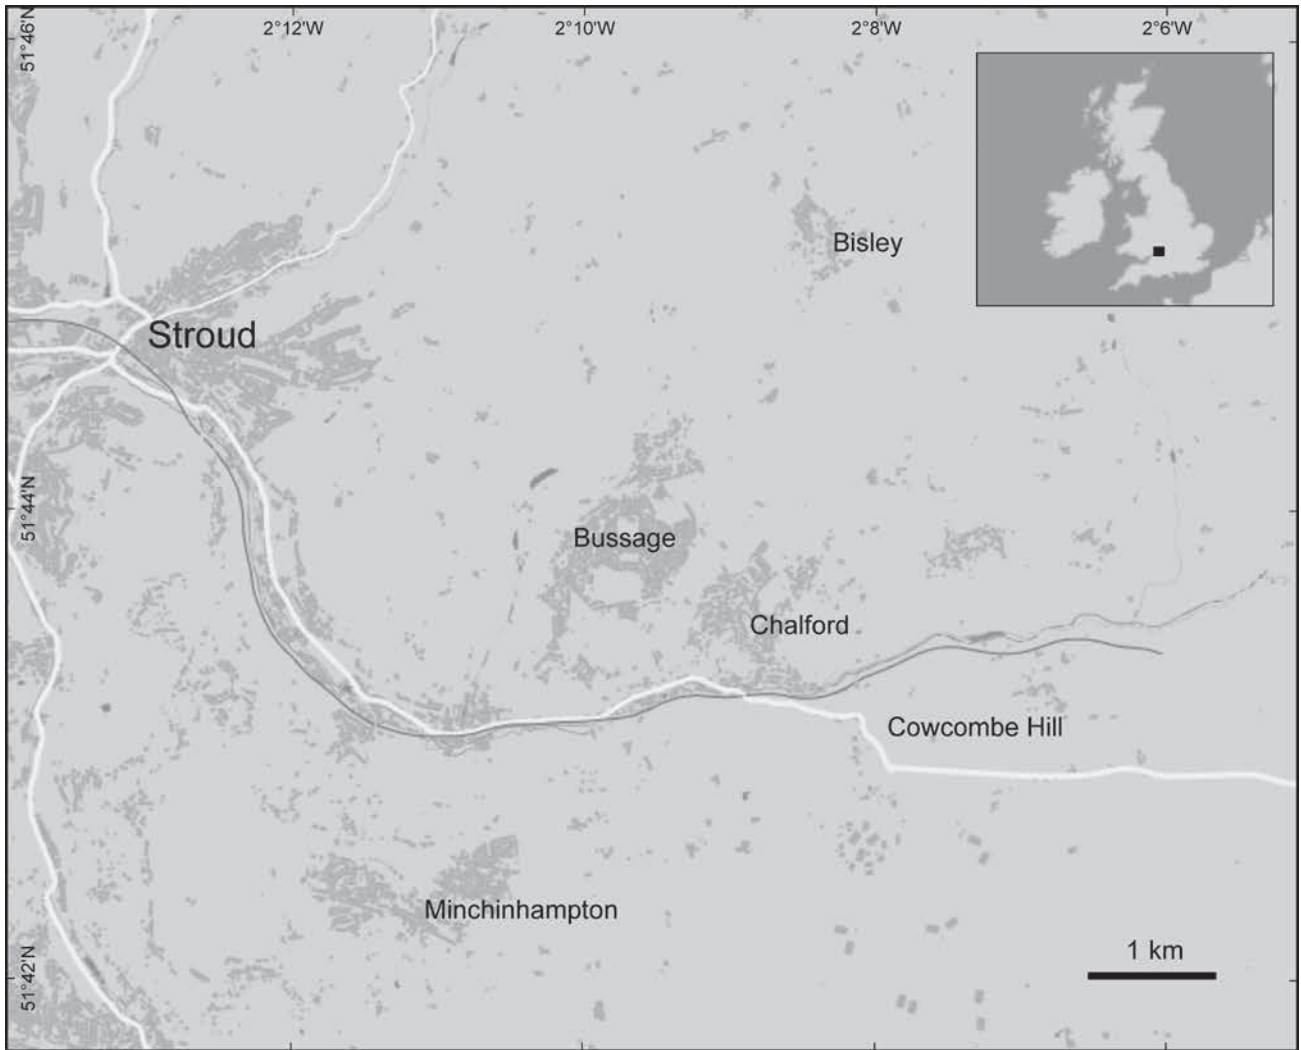 2°12'W
2°10'W
2°8'W
2°6'W
51°46'N
Bisley
Stroud
51°44'N
Bussage
Chalford
Cowcombe Hill
Minchinhampton
1 km
51°42'N